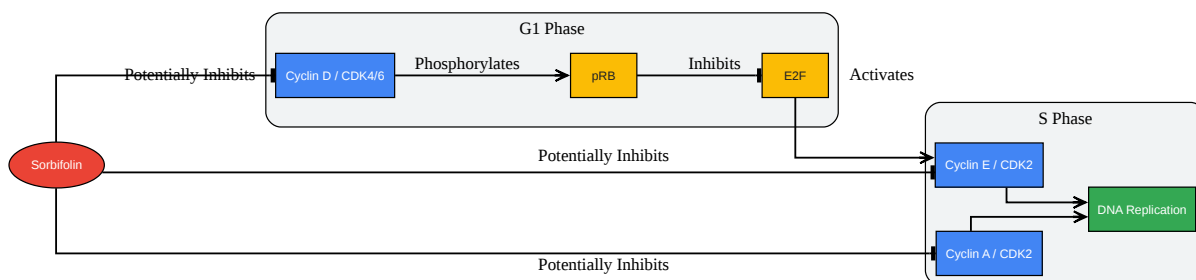 G1 Phase
Potentially Inhibits
Cyclin D / CDK4/6
Phosphorylates
pRB
Inhibits
E2F
Activates
S Phase
Sorbifolin
Potentially Inhibits
Cyclin E / CDK2
DNA Replication
Potentially Inhibits
Cyclin A / CDK2